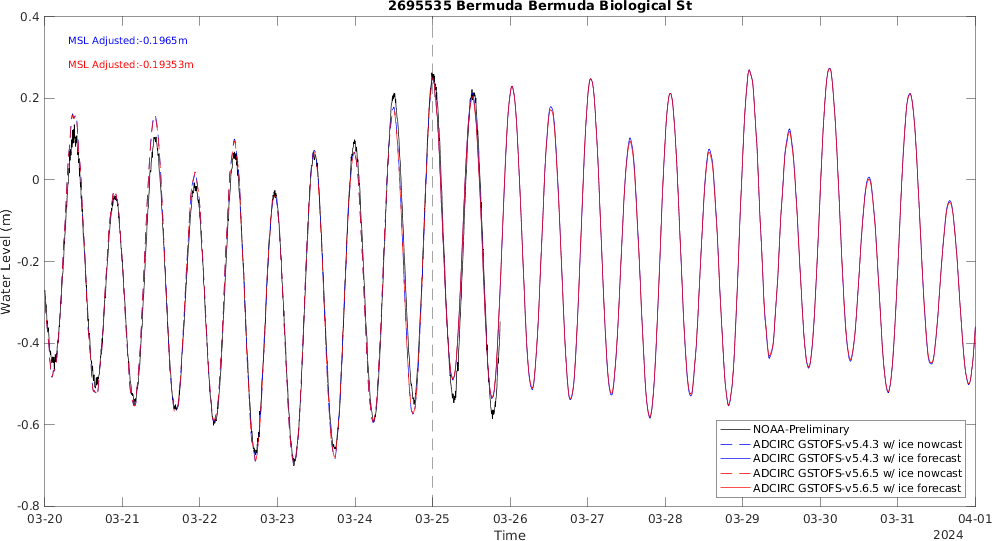 2695535 Bermuda Bermuda Biological St
MSL Adjusted:-0.1965m
MSL Adjusted:-0.19353m
0.4
0.2
0
-0.2
-0.4
-0.6
-0.8
Water Level (m)
NOAA-Preliminary
ADCIRC GSTOFS-v5.4.3 w/ ice nowcast
ADCIRC GSTOFS-v5.4.3 w/ ice forecast
ADCIRC GSTOFS-v5.6.5 w/ ice nowcast
ADCIRC GSTOFS-v5.6.5 w/ ice forecast
03-20 03-21 03-22 03-23 03-24 03-25 03-26 03-27 03-28 03-29 03-30 03-31 04-01
Time
2024